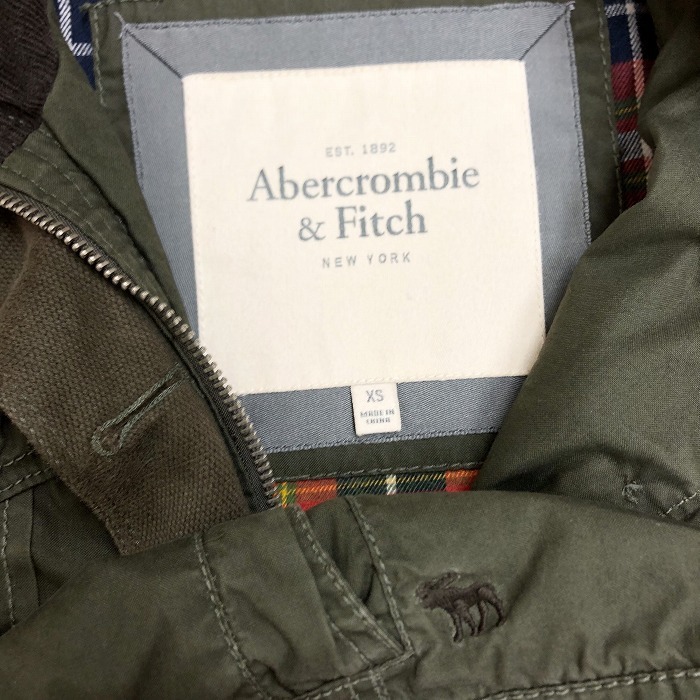 EST. 1892
Abercrombie
& Fitch
NEW YORK
XS
MADE IN
CHINA